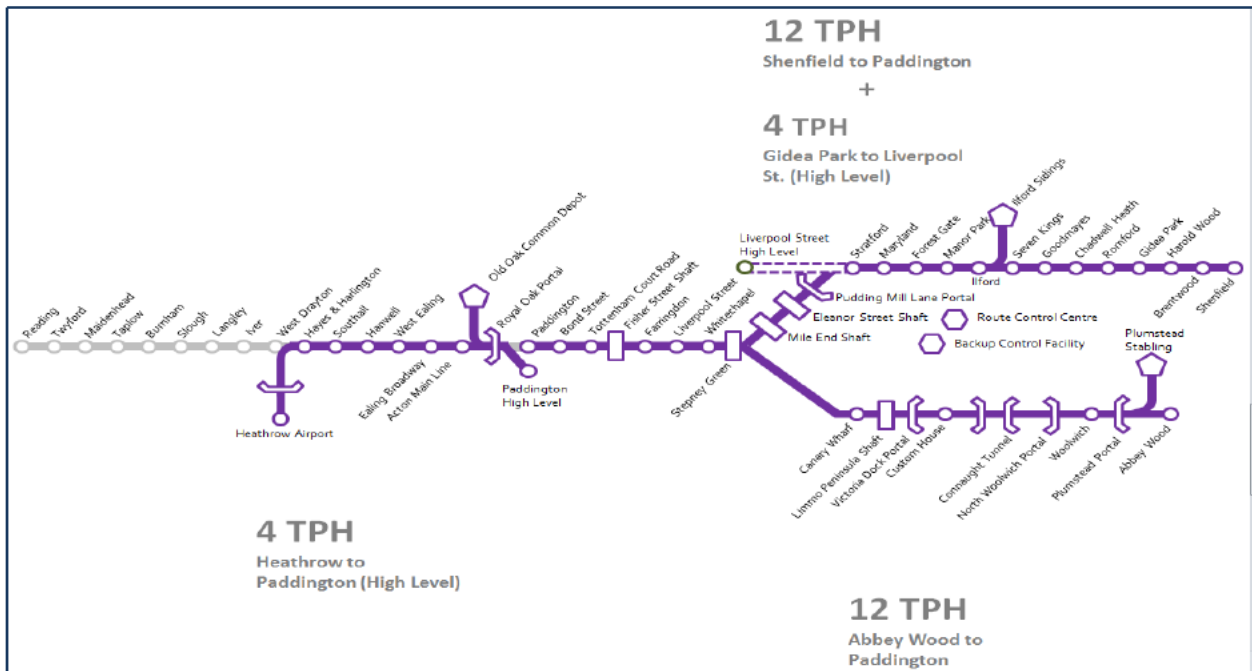 12 TPH
Shenfield to Paddington
+
4 TPH
Gidea Park to Liverpool
St. (High Level)
Reading
Twyford
Maidenhead
Taplow
Burnham
Slough
Langley
Iver
West Drayton
Hayes & Harlington
Southall
Hanwell
West Ealing
Ealing Broadway
Acton Main Line
Old Oak Common Depot
Royal Oak Portal
Paddington
Bond Street
Tottenham Court Road
Fisher Street Shaft
Farringdon
Liverpool Street
Whitechapel
Stepney Green
Heathrow Airport
Paddington
High Level
Liverpool Street
High Level
Stratford
Maryland
Forest Gate
Manor Park
Ilford
Ilford Sidings
Seven Kings
Goodmayes
Chadwell Heath
Romford
Gidea Park
Harold Wood
Brentwood
Shenfield
Pudding Mill Lane Portal
Eleanor Street Shaft
Mile End Shaft
Route Control Centre
Backup Control Facility
Plumstead
Stabling
Canary Wharf
Limmo Peninsula Shaft
Victoria Dock Portal
Custom House
Connaught Tunnel
North Woolwich Portal
Woolwich
Plumstead Portal
Abbey Wood
4 TPH
Heathrow to
Paddington (High Level)
12 TPH
Abbey Wood to
Paddington